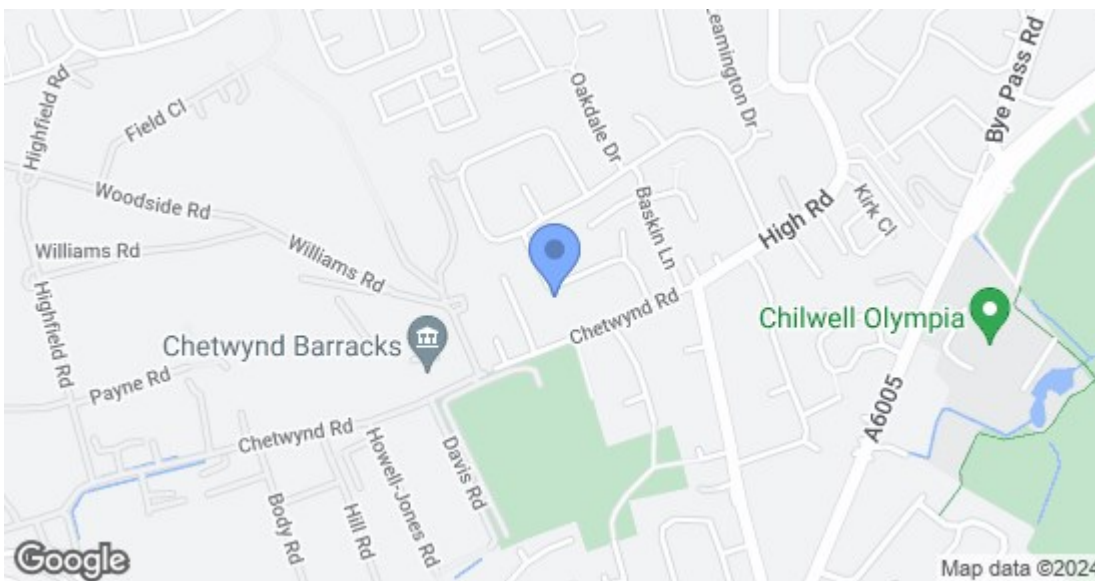 Highfield Rd
Field Cl
Woodside Rd
Williams Rd
Williams Rd
Highfield Rd
Payne Rd
Chetwynd Rd
Body Rd
Hill Rd
Howell-Jones Rd
Davis Rd
Chetwynd Barracks
Chetwynd Rd
Oakdale Dr
Baskin Ln
Leamington Dr
High Rd
Kirk Cl
Bye Pass Rd
Chilwell Olympia
A6005
Google
Map data ©2024